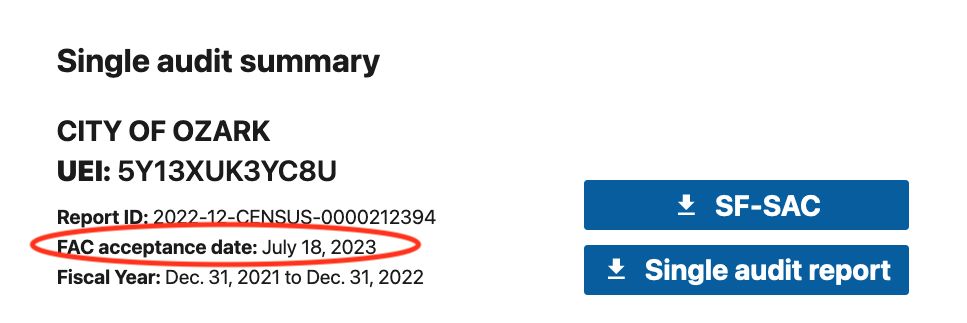 Single audit summary
CITY OF OZARK
UEI: 5Y13XUK3YC8U
Report ID: 2022-12-CENSUS-0000212394
FAC acceptance date: July 18, 2023
Fiscal Year: Dec. 31, 2021 to Dec. 31, 2022
SF-SAC
Single audit report